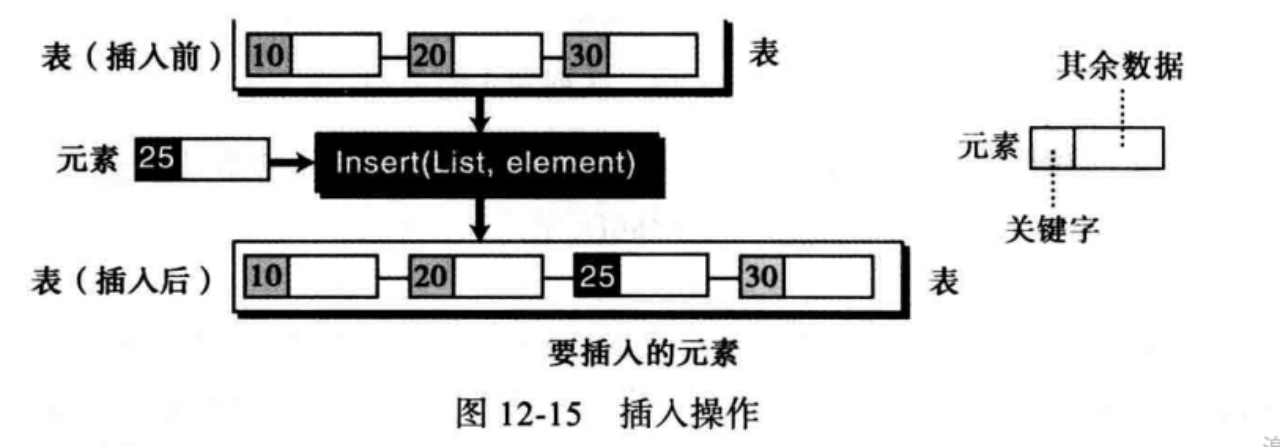 表（插入前） 10 20 30 表
其余数据
元素 25 Insert(List, element)
元素
关键字
表（插入后） 10 20 25 30 表
要插入的元素
图 12-15 插入操作